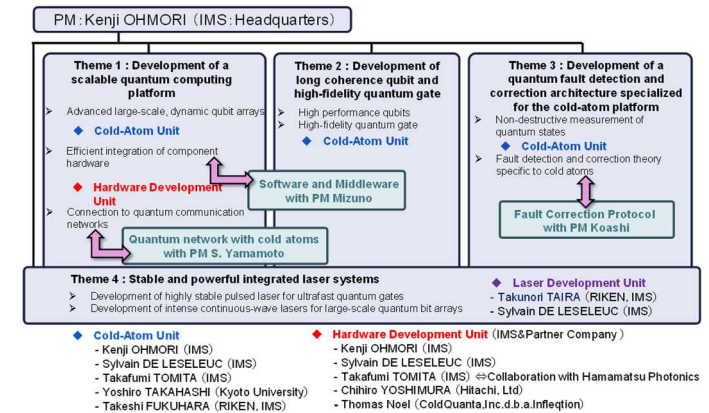 PM：Kenji OHMORI（IMS：Headquarters）
Theme 1 : Development of a
scalable quantum computing
platform
➢ Advanced large-scale, dynamic qubit arrays
◆ Cold-Atom Unit
➢ Efficient integration of component
hardware
◆ Hardware Development
Unit
➢ Connection to quantum communication
networks
Quantum network with cold atoms
with PM S. Yamamoto
Theme 2 : Development of
long coherence qubit and
high-fidelity quantum gate
➢ High performance qubits
➢ High-fidelity quantum gate
◆ Cold-Atom Unit
Software and Middleware
with PM Mizuno
Theme 3 : Development of a
quantum fault detection and
correction architecture specialized
for the cold-atom platform
➢ Non-destructive measurement of
quantum states
◆ Cold-Atom Unit
➢ Fault detection and correction theory
specific to cold atoms
Fault Correction Protocol
with PM Koashi
Theme 4 : Stable and powerful integrated laser systems
➢ Development of highly stable pulsed laser for ultrafast quantum gates
➢ Development of intense continuous-wave lasers for large-scale quantum bit arrays
◆ Laser Development Unit
- Takunori TAIRA（RIKEN, IMS）
- Sylvain DE LESELEUC（IMS）
◆ Cold-Atom Unit
- Kenji OHMORI（IMS）
- Sylvain DE LESELEUC（IMS）
- Takafumi TOMITA（IMS）
- Yoshiro TAKAHASHI（Kyoto University）
- Takeshi FUKUHARA（RIKEN, IMS）
◆ Hardware Development Unit（IMS&Partner Company）
- Kenji OHMORI（IMS）
- Sylvain DE LESELEUC（IMS）
- Takafumi TOMITA（IMS）⇔Collaboration with Hamamatsu Photonics
- Chihiro YOSHIMURA（Hitachi, Ltd）
- Thomas Noel（ColdQuanta,Inc.d.b.a.Infleqtion）